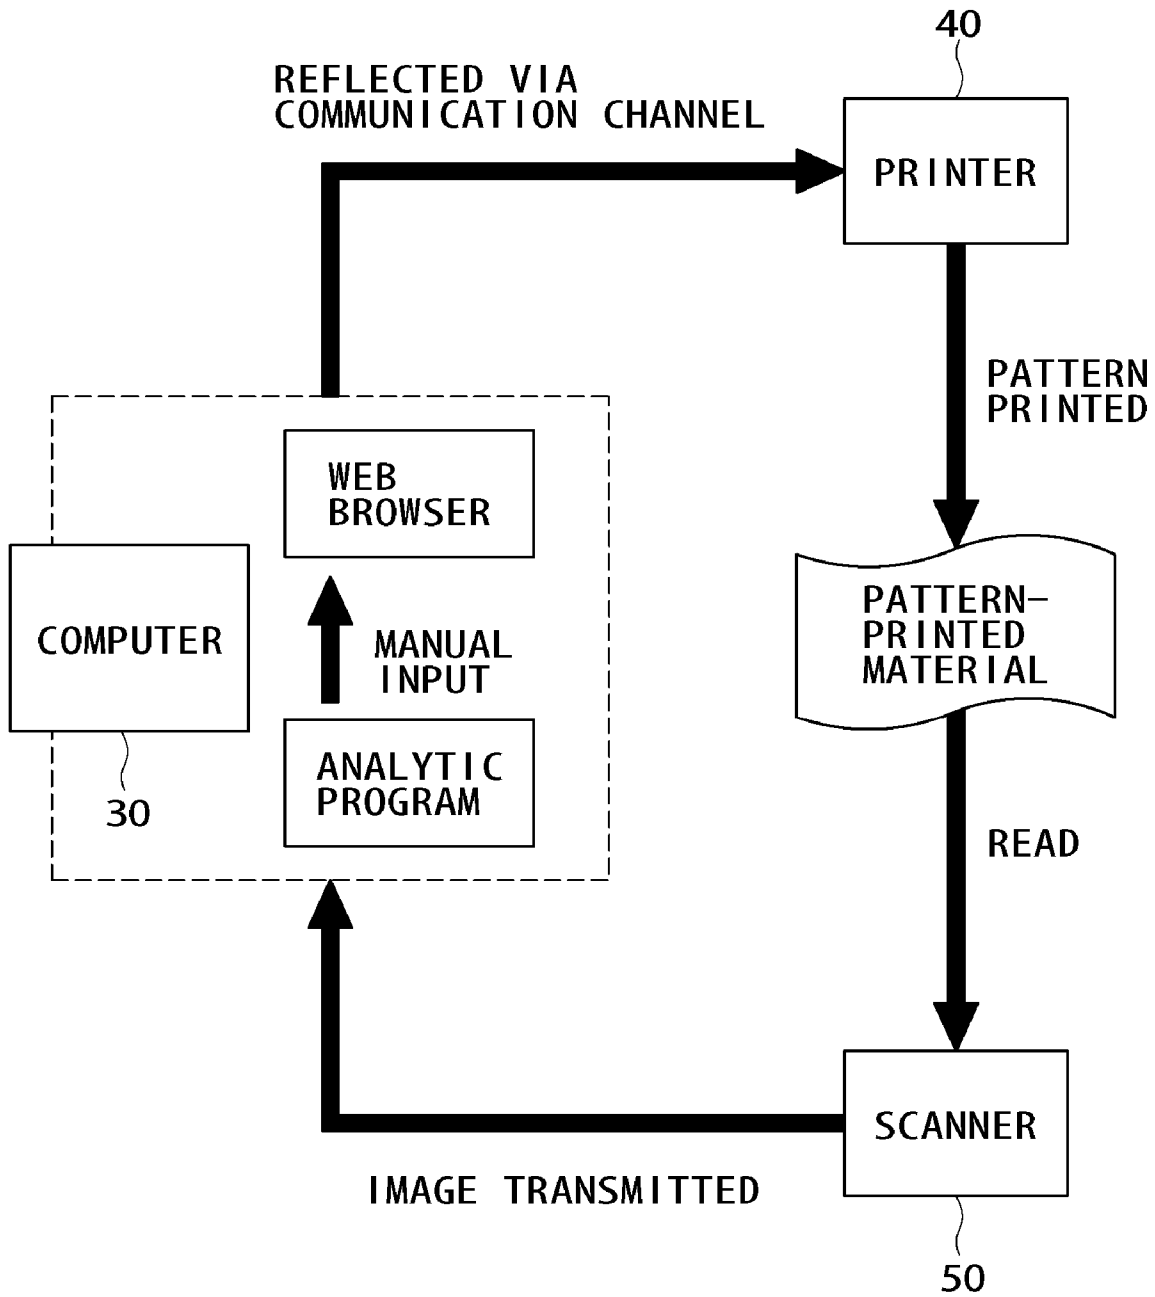 40
REFLECTED VIA
COMMUNICATION CHANNEL
PRINTER
PATTERN
PRINTED
WEB
BROWSER
PATTERN-
PRINTED
MATERIAL
COMPUTER
MANUAL
INPUT
ANALYTIC
PROGRAM
30
READ
SCANNER
IMAGE TRANSMITTED
50